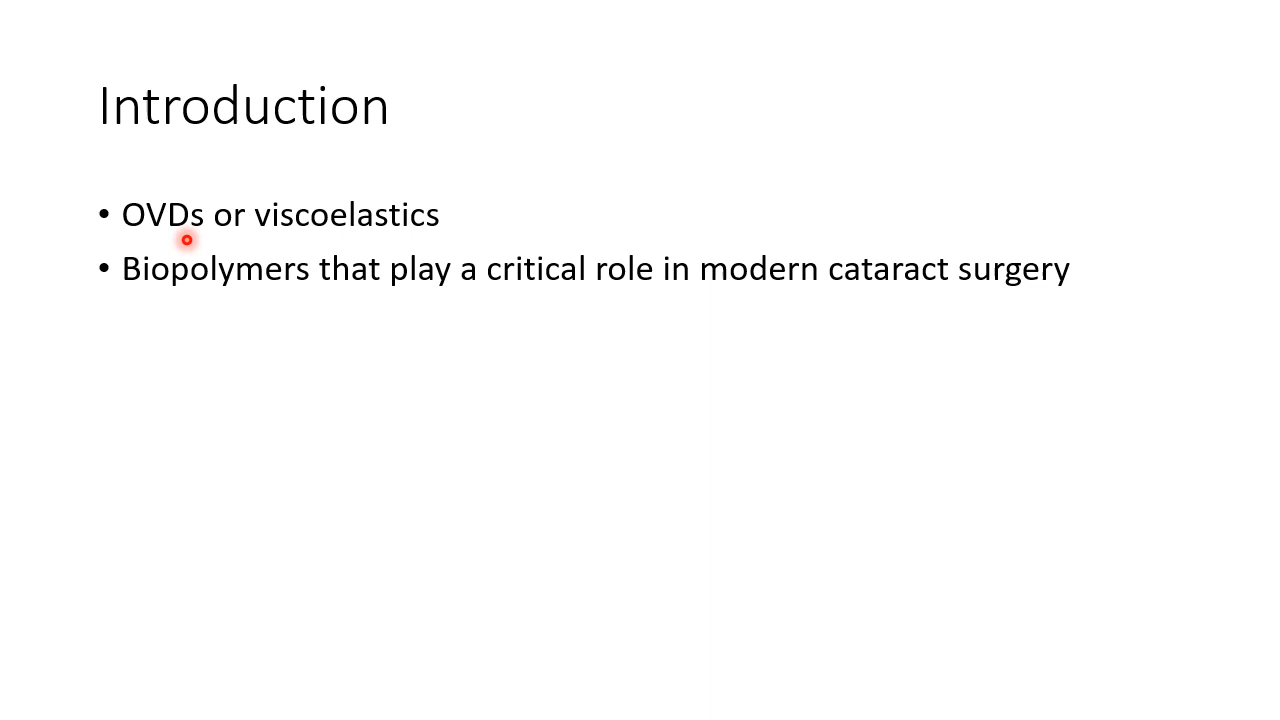 Introduction
• OVDs or viscoelastics
• Biopolymers that play a critical role in modern cataract surgery